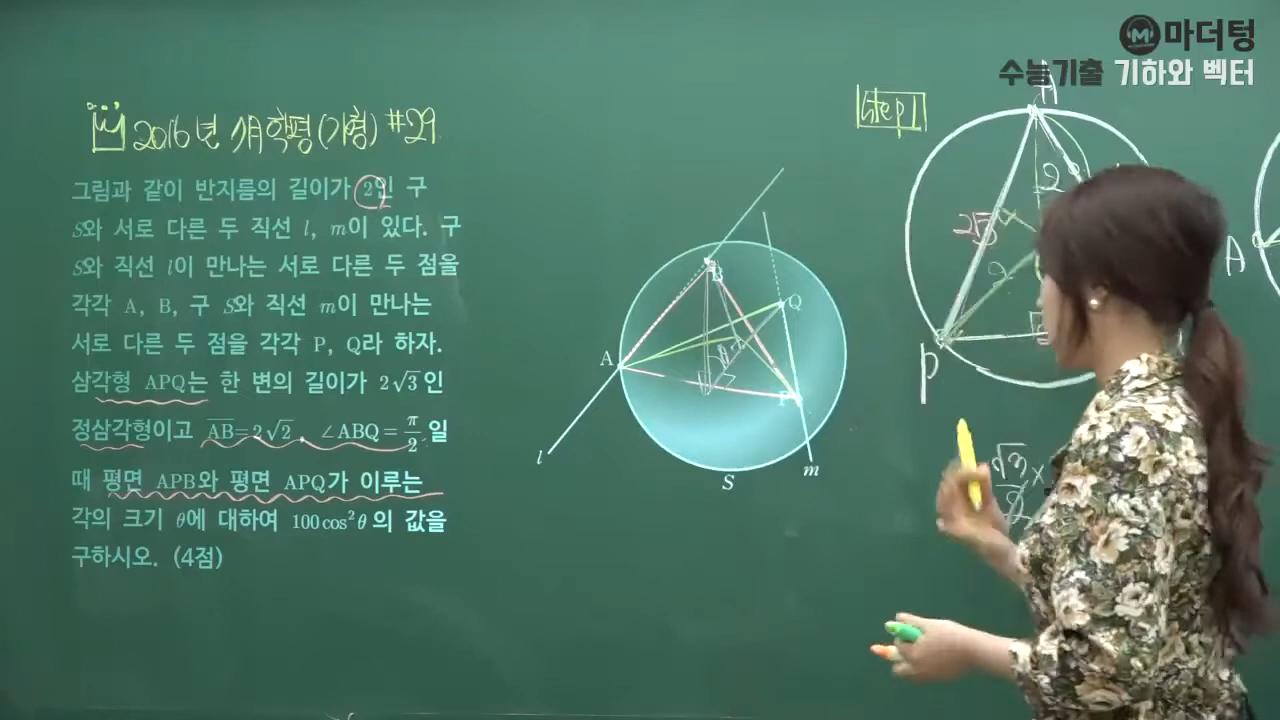 마더텅
수능기출 기하와 벡터
2016년 7月학평(가형) #29
그림과 같이 반지름의 길이가 2인 구
S와 서로 다른 두 직선 l, m이 있다. 구
S와 직선 l이 만나는 서로 다른 두 점을
각각 A, B, 구 S와 직선 m이 만나는
서로 다른 두 점을 각각 P, Q라 하자.
삼각형 APQ는 한 변의 길이가 2√3인
정삼각형이고 AB=2√2, ∠ABQ=π/2일
때 평면 APB와 평면 APQ가 이루는
각의 크기 θ에 대하여 100cos²θ의 값을
구하시오. (4점)
B
Q
A
P
l
m
S
Step1
A
2
2√3
2
P
A